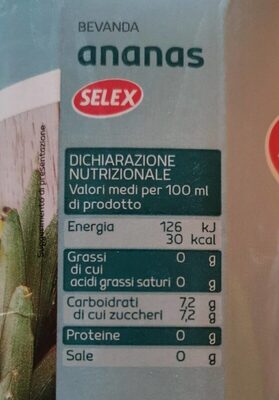 BEVANDA
ananas
SELEX
Suggerimento di presentazione
DICHIARAZIONE
NUTRIZIONALE
Valori medi per 100 ml
di prodotto
Energia 126 kJ
30 kcal
Grassi 0 g
di cui
acidi grassi saturi 0 g
Carboidrati 7,2 g
di cui zuccheri 7,2 g
Proteine 0 g
Sale 0 g